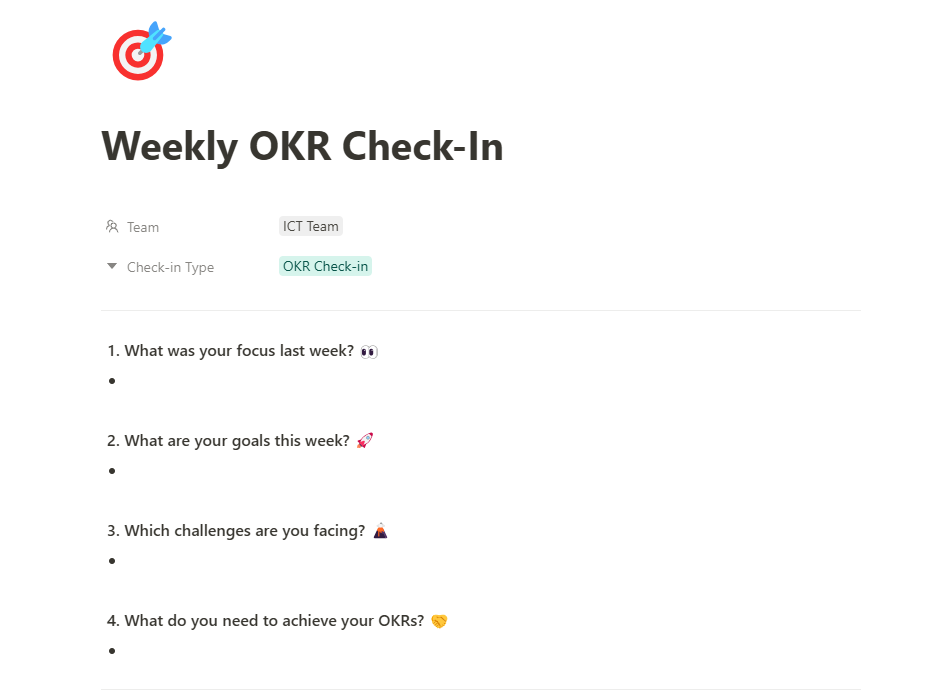 Weekly OKR Check-In
Team ICT Team
Check-in Type OKR Check-in
1. What was your focus last week? 👀
•
2. What are your goals this week? 🚀
•
3. Which challenges are you facing? 🌋
•
4. What do you need to achieve your OKRs? 🤝
•